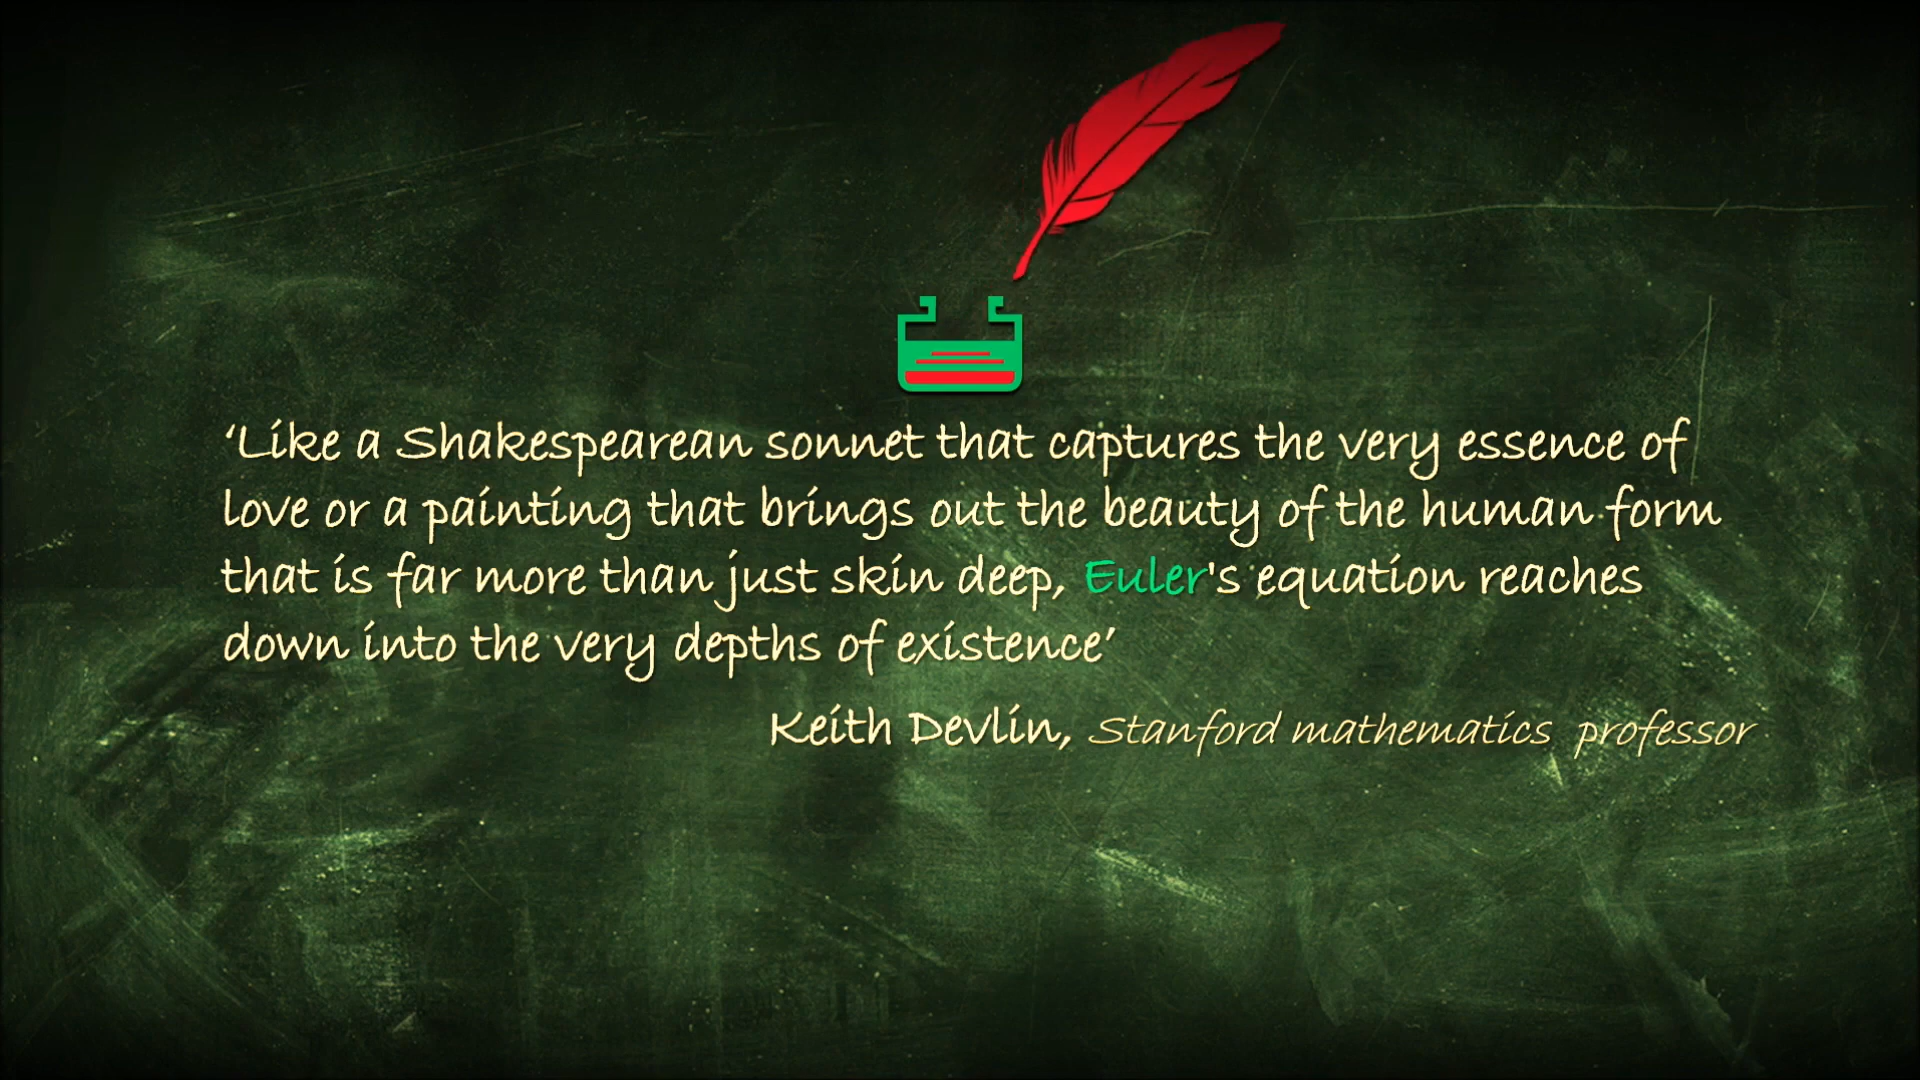 ‘Like a Shakespearean sonnet that captures the very essence of
love or a painting that brings out the beauty of the human form
that is far more than just skin deep, Euler's equation reaches
down into the very depths of existence’
Keith Devlin, Stanford mathematics professor